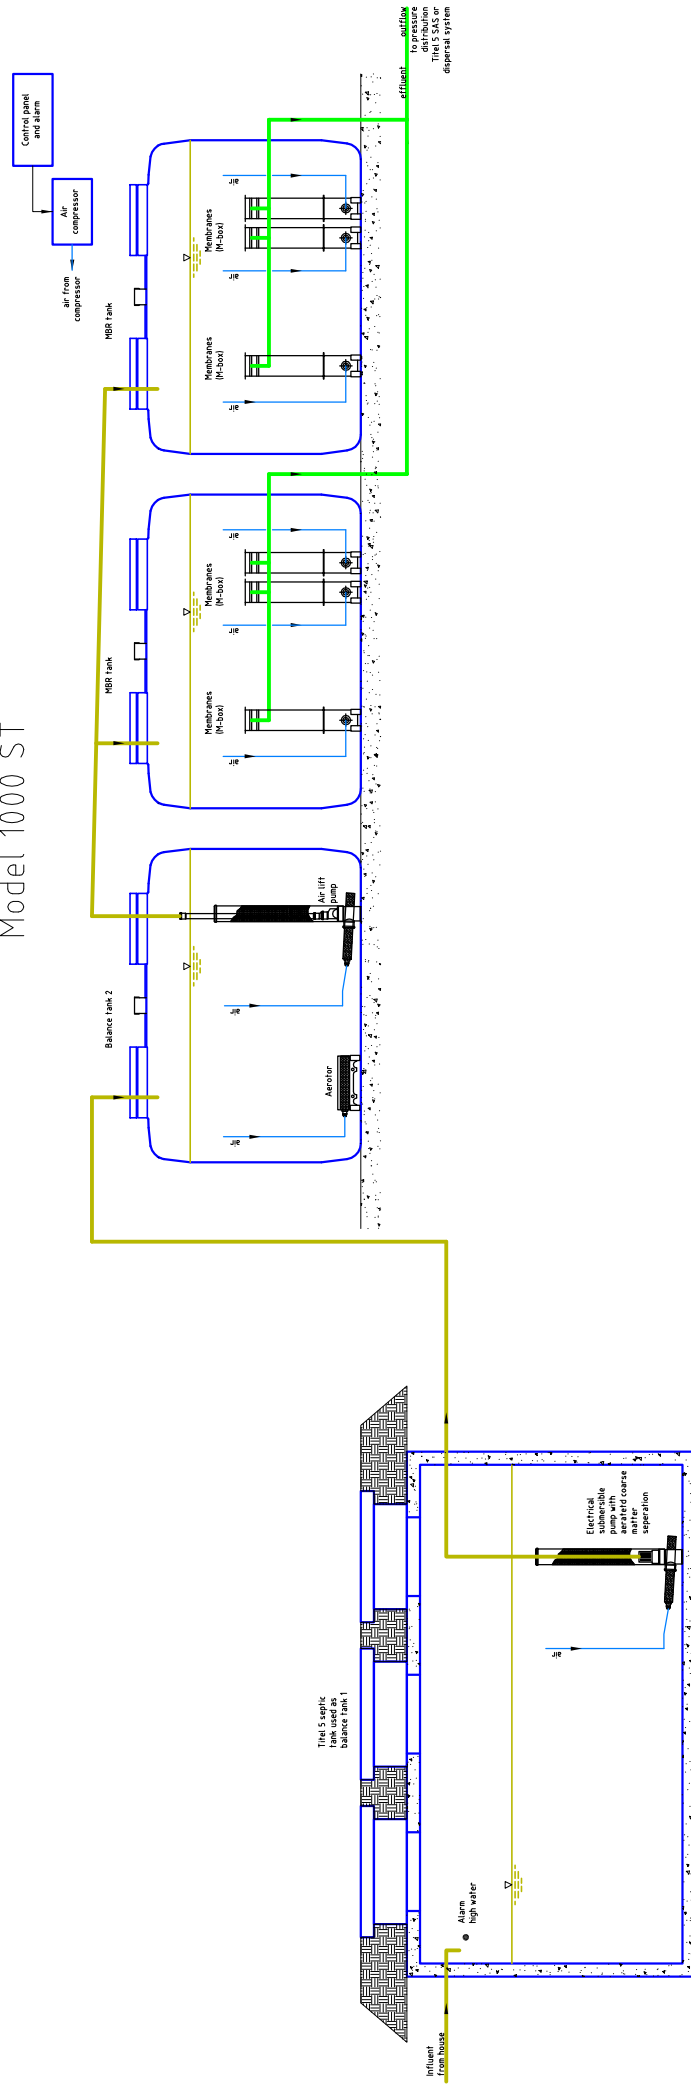 Model 1000 ST
Influent
from house
Alarm
high water
Titel 5 septic
tank used as
balance tank 1
air
Electrical
submersible
pump with
aeratetd coarse
matter
seperation
Balance tank 2
air
Aerotor
air
Air lift
pump
MBR tank
air
Membranes
(M-box)
air
Membranes
(M-box)
air
MBR tank
air
Membranes
(M-box)
air
Membranes
(M-box)
air
air from
compressor
Air
compressor
Control panel
and alarm
effluent
outflow
to pressure
distribution
Titel 5 SAS or
dispersal system